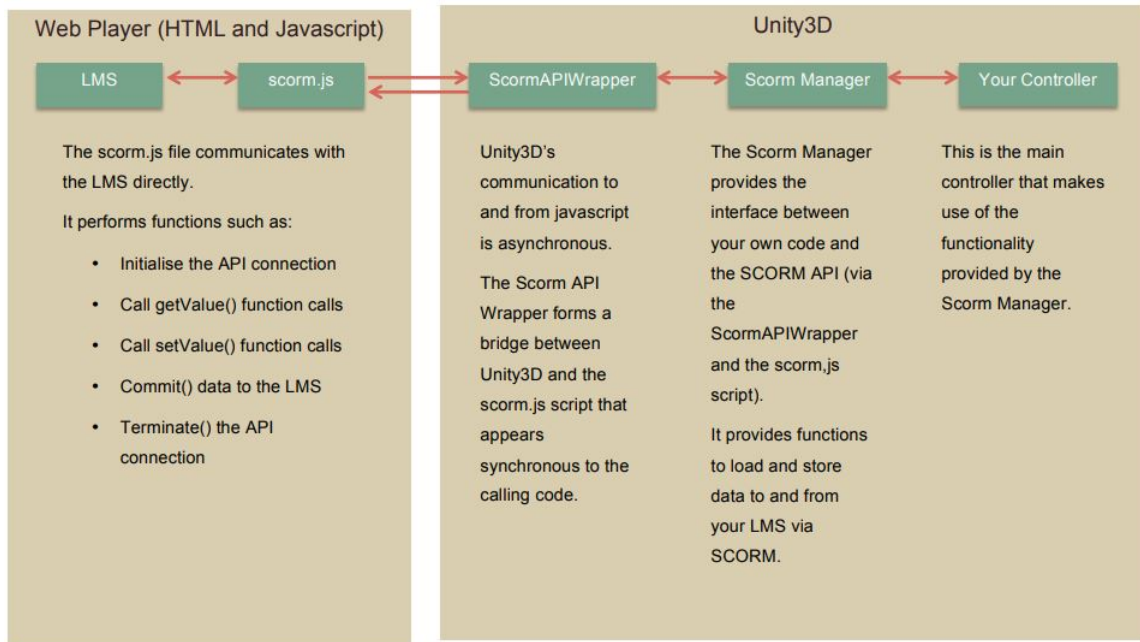 Web Player (HTML and Javascript)
LMS
scorm.js
The scorm.js file communicates with
the LMS directly.
It performs functions such as:
• Initialise the API connection
• Call getValue() function calls
• Call setValue() function calls
• Commit() data to the LMS
• Terminate() the API
connection
Unity3D
ScormAPIWrapper
Scorm Manager
Your Controller
Unity3D's
communication to
and from javascript
is asynchronous.
The Scorm API
Wrapper forms a
bridge between
Unity3D and the
scorm.js script that
appears
synchronous to the
calling code.
The Scorm Manager
provides the
interface between
your own code and
the SCORM API (via
the
ScormAPIWrapper
and the scorm,js
script).
It provides functions
to load and store
data to and from
your LMS via
SCORM.
This is the main
controller that makes
use of the
functionality
provided by the
Scorm Manager.